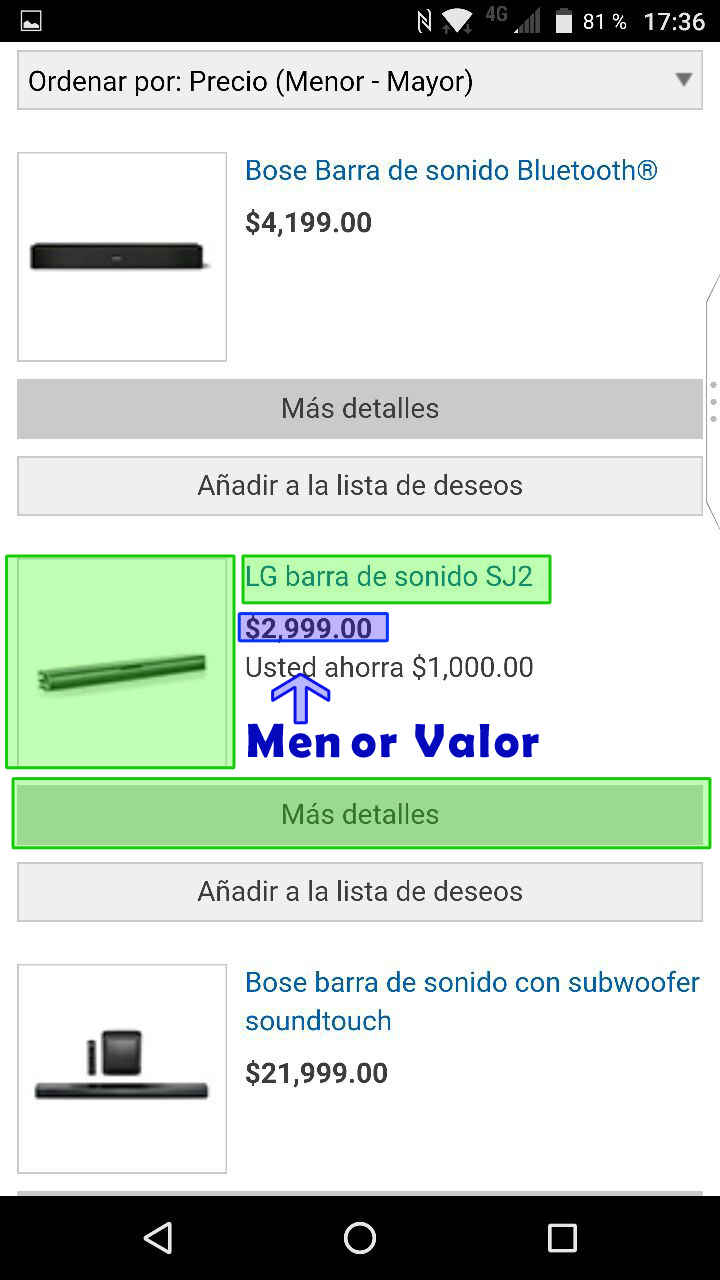 4G 81 % 17:36
Ordenar por: Precio (Menor - Mayor)
Bose Barra de sonido Bluetooth®
$4,199.00
Más detalles
Añadir a la lista de deseos
LG barra de sonido SJ2
$2,999.00
Usted ahorra $1,000.00
Menor Valor
Más detalles
Añadir a la lista de deseos
Bose barra de sonido con subwoofer
soundtouch
$21,999.00